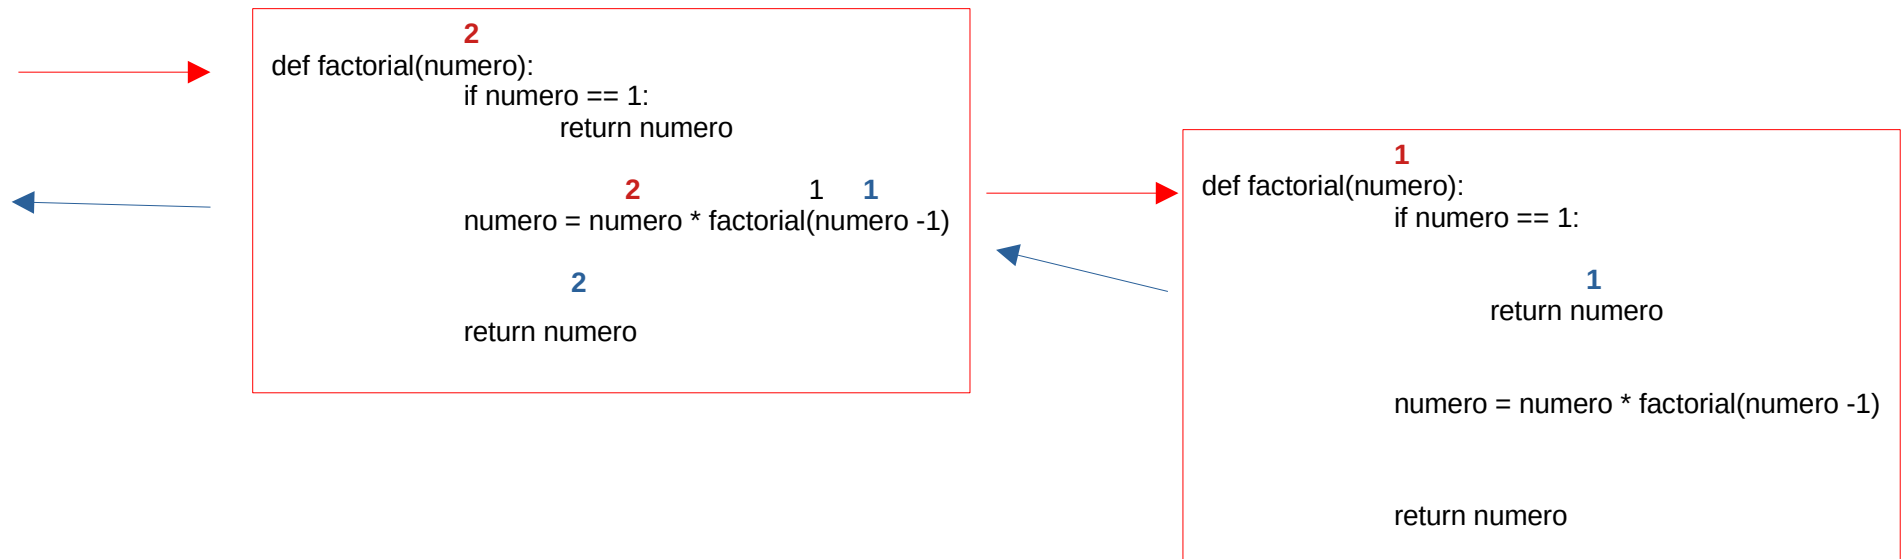 2
def factorial(numero):
if numero == 1:
return numero
2 1 1
numero = numero * factorial(numero -1)
2
return numero
1
def factorial(numero):
if numero == 1:
1
return numero
numero = numero * factorial(numero -1)
return numero